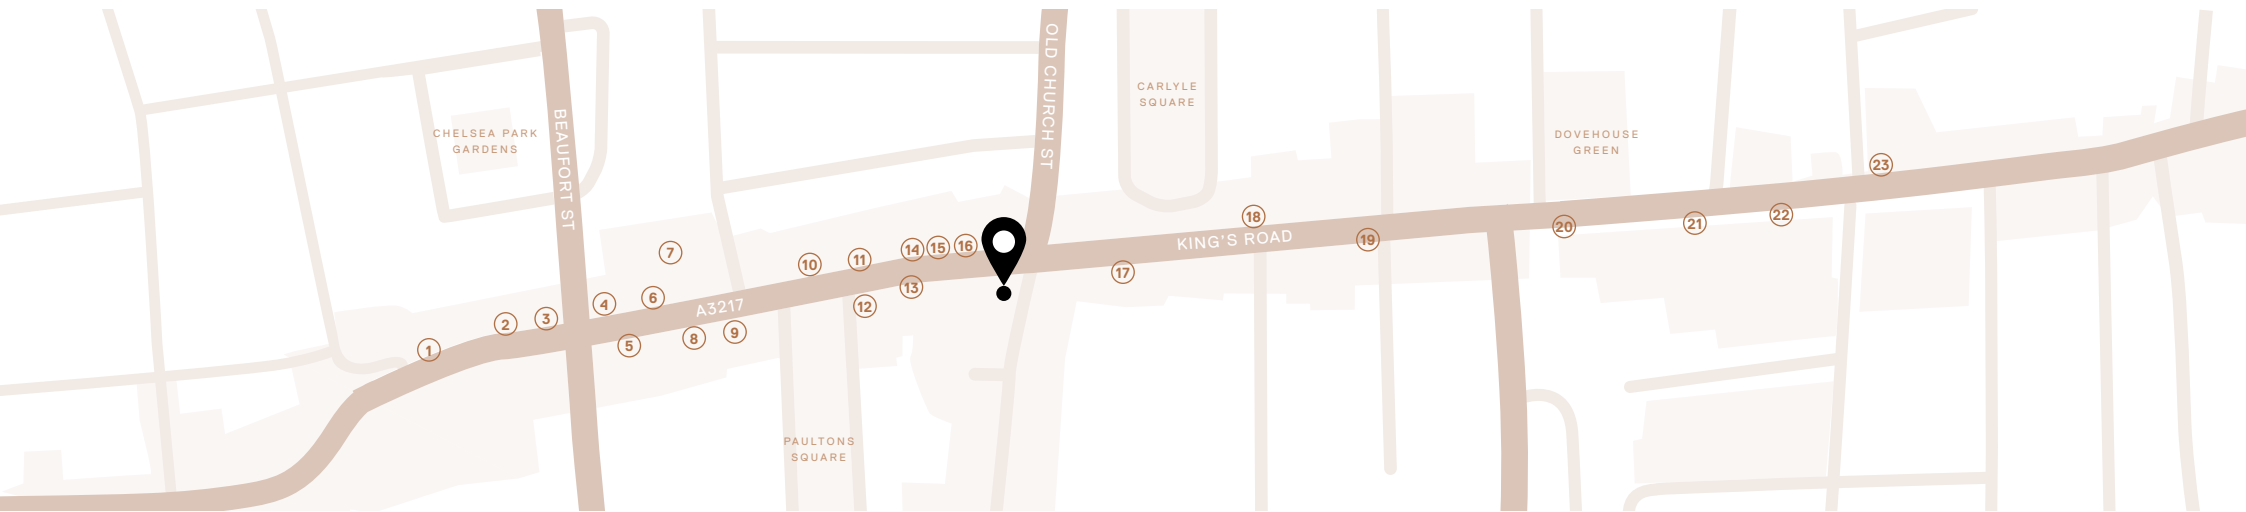 OLD CHURCH ST
CARLYLE
SQUARE
BEAUFORT ST
CHELSEA PARK
GARDENS
DOVEHOUSE
GREEN
23
18
KING'S ROAD
19
20
21
22
7
10
11
14
15
16
17
1
2
3
4
5
6
A3217
8
9
12
13
PAULTONS
SQUARE